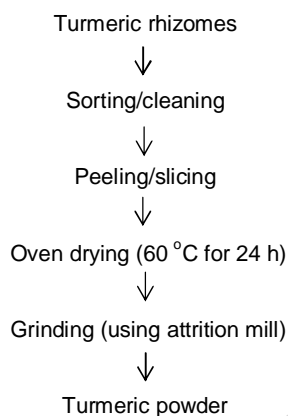 Turmeric rhizomes
Sorting/cleaning
Peeling/slicing
Oven drying (60 °C for 24 h)
Grinding (using attrition mill)
Turmeric powder